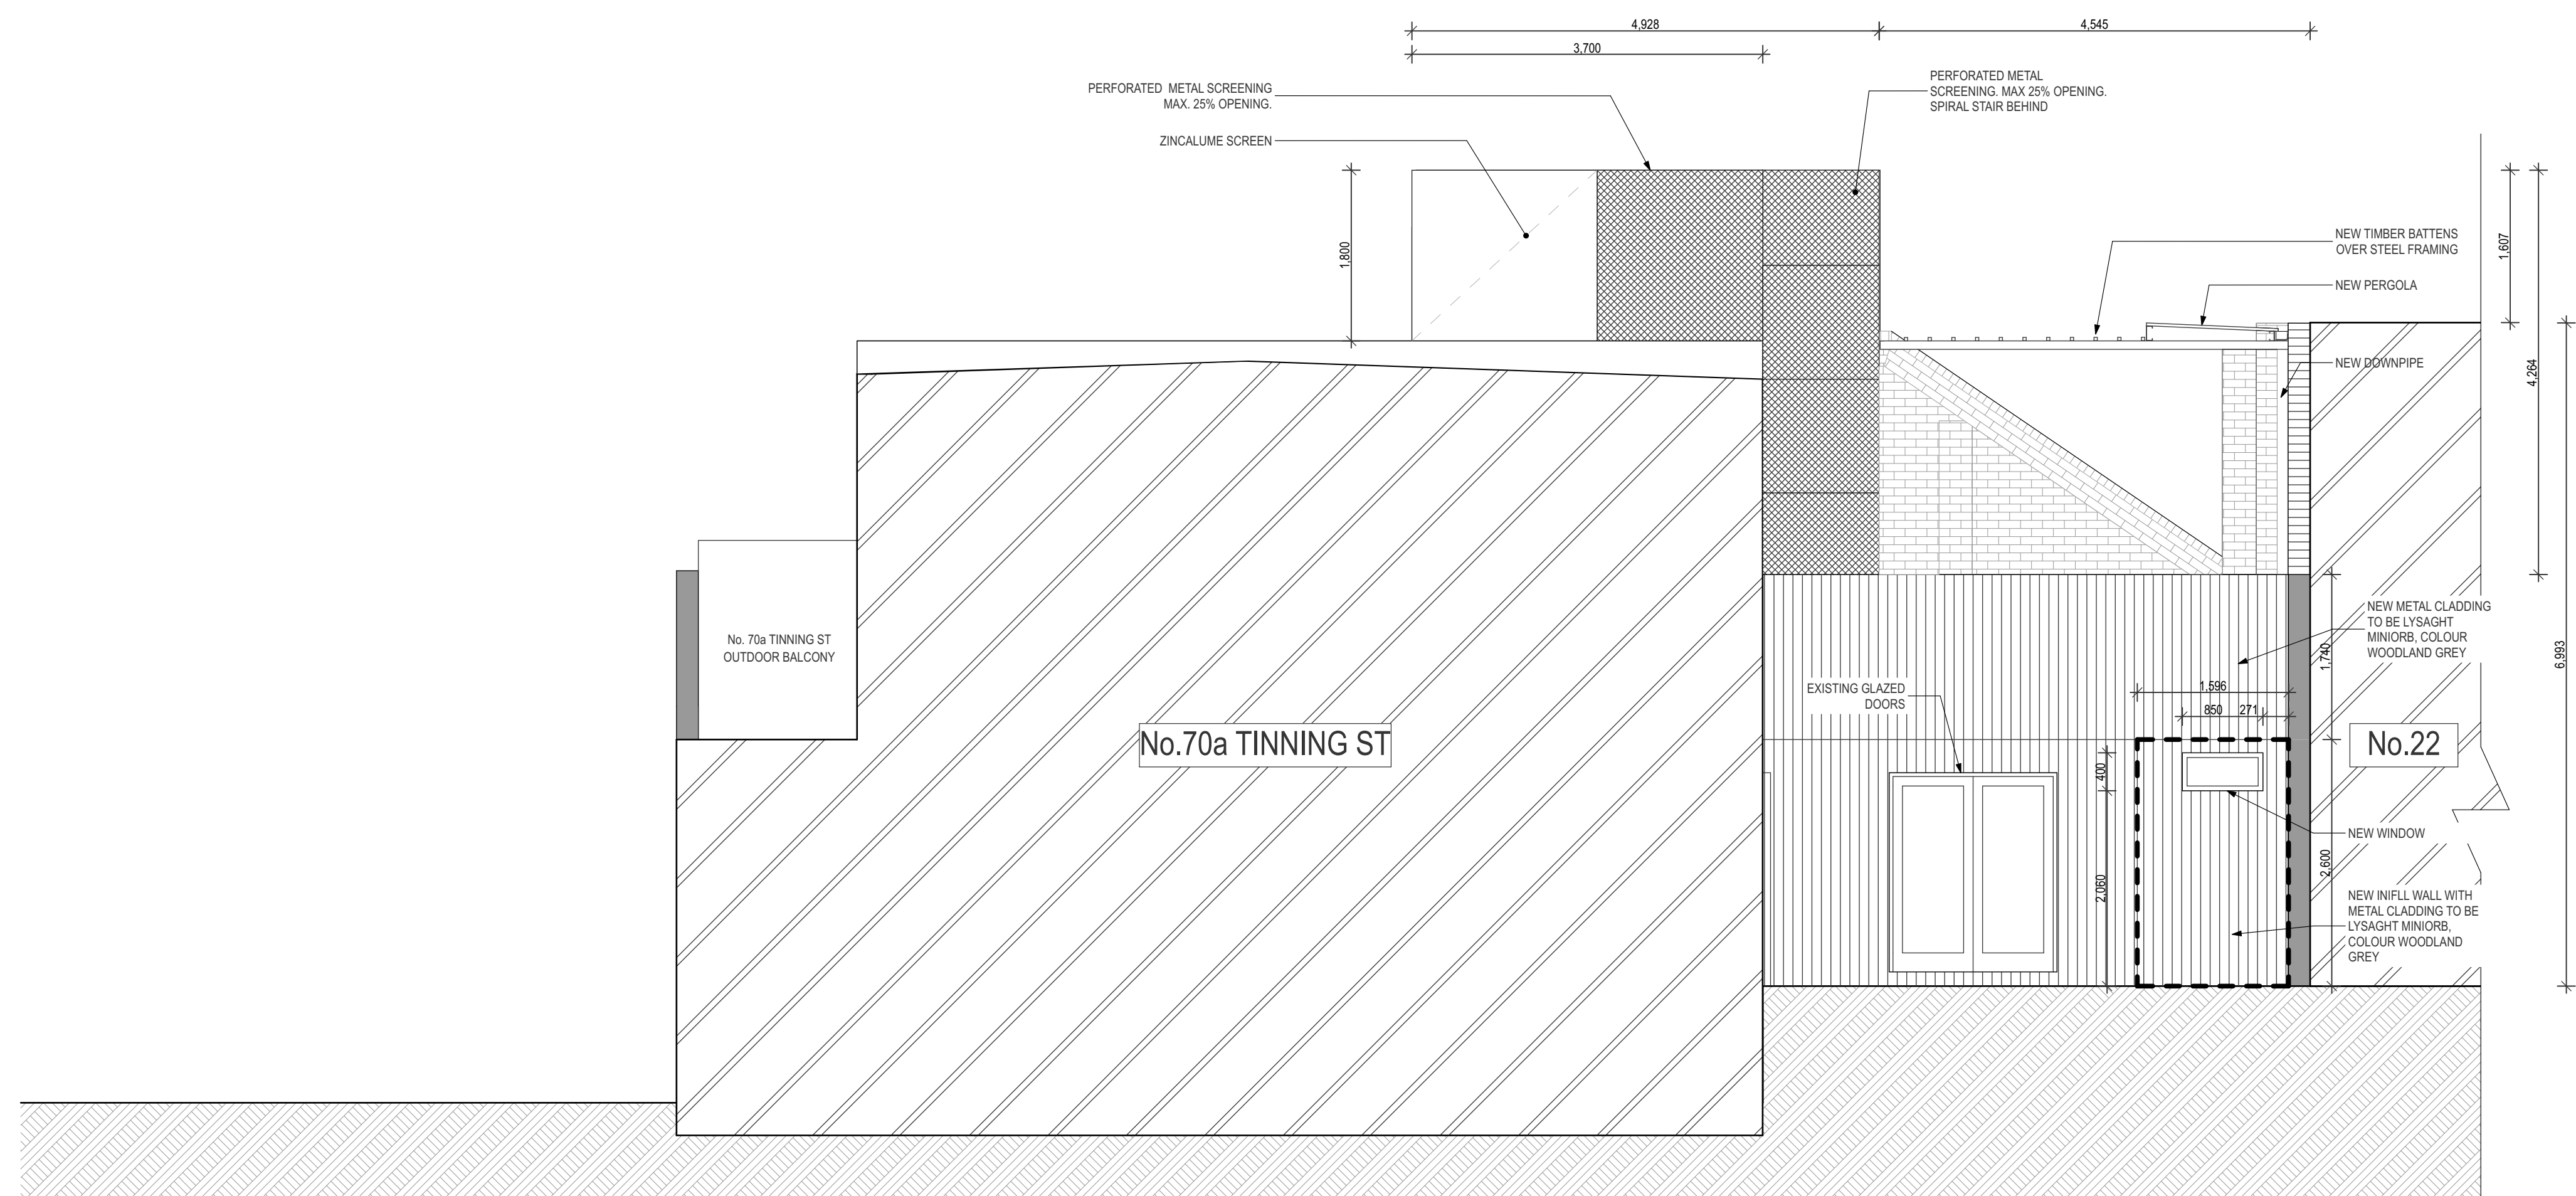 4,928
4,545
3,700
PERFORATED METAL SCREENING
MAX. 25% OPENING.
PERFORATED METAL
SCREENING. MAX 25% OPENING.
SPIRAL STAIR BEHIND
ZINCALUME SCREEN
1,800
NEW TIMBER BATTENS
OVER STEEL FRAMING
1,607
NEW PERGOLA
NEW DOWNPIPE
4,264
No. 70a TINNING ST
OUTDOOR BALCONY
NEW METAL CLADDING
TO BE LYSAGHT
MINIORB, COLOUR
WOODLAND GREY
1,740
6,993
EXISTING GLAZED
DOORS
1,596
850
271
No.70a TINNING ST
No.22
400
NEW WINDOW
2,060
2,600
NEW INIFLL WALL WITH
METAL CLADDING TO BE
LYSAGHT MINIORB,
COLOUR WOODLAND
GREY